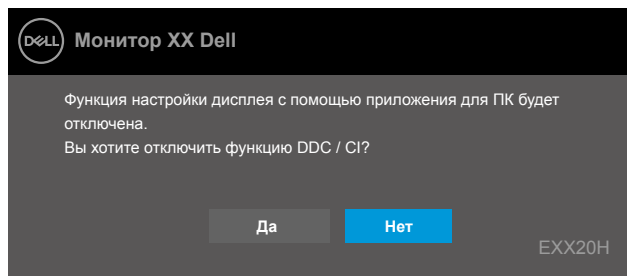 DELL Монитор XX Dell
Функция настройки дисплея с помощью приложения для ПК будет
отключена.
Вы хотите отключить функцию DDC / CI?
Да Нет
EXX20H